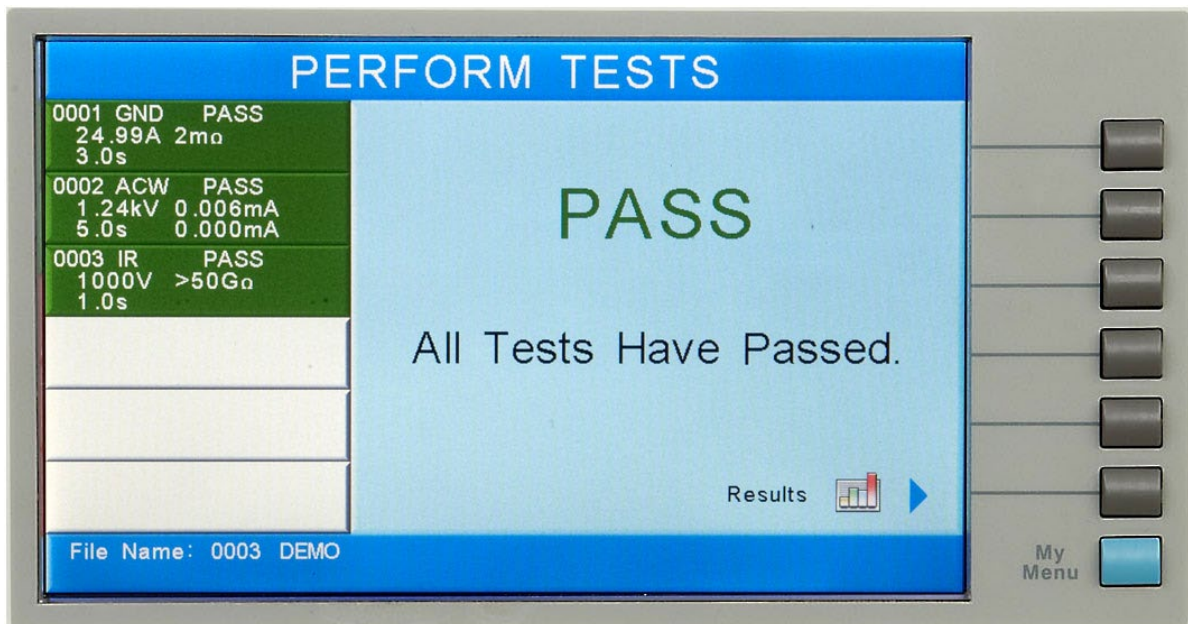 PERFORM TESTS
0001 GND PASS
24.99A 2mΩ
3.0s
0002 ACW PASS
1.24kV 0.006mA
5.0s 0.000mA
0003 IR PASS
1000V >50GΩ
1.0s
PASS
All Tests Have Passed.
Results
File Name: 0003 DEMO
My
Menu